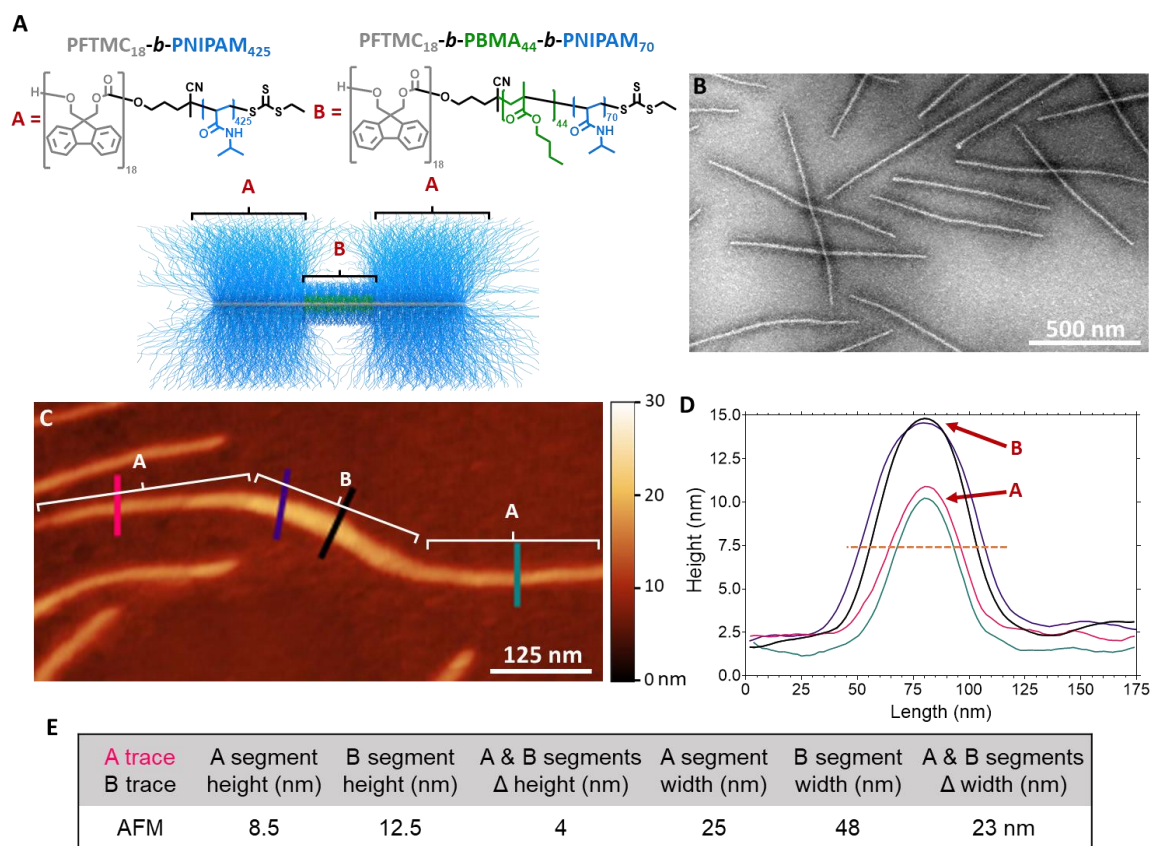 A
PFTMC18-b-PNIPAM425
PFTMC18-b-PBMA44-b-PNIPAM70
A =
H
O
O
O
O
CN
S
S
S
425
O
NH
18
B =
H
O
O
O
O
CN
S
S
S
44
70
O
O
O
NH
18
A
A
B
B
500 nm
C
A
B
A
125 nm
30
20
10
0 nm
D
15.0
12.5
10.0
7.5
5.0
2.5
0.0
Height (nm)
B
A
0
25
50
75
100
125
150
175
Length (nm)
E
A trace
B trace
A segment
height (nm)
B segment
height (nm)
A & B segments
Δ height (nm)
A segment
width (nm)
B segment
width (nm)
A & B segments
Δ width (nm)
AFM
8.5
12.5
4
25
48
23 nm